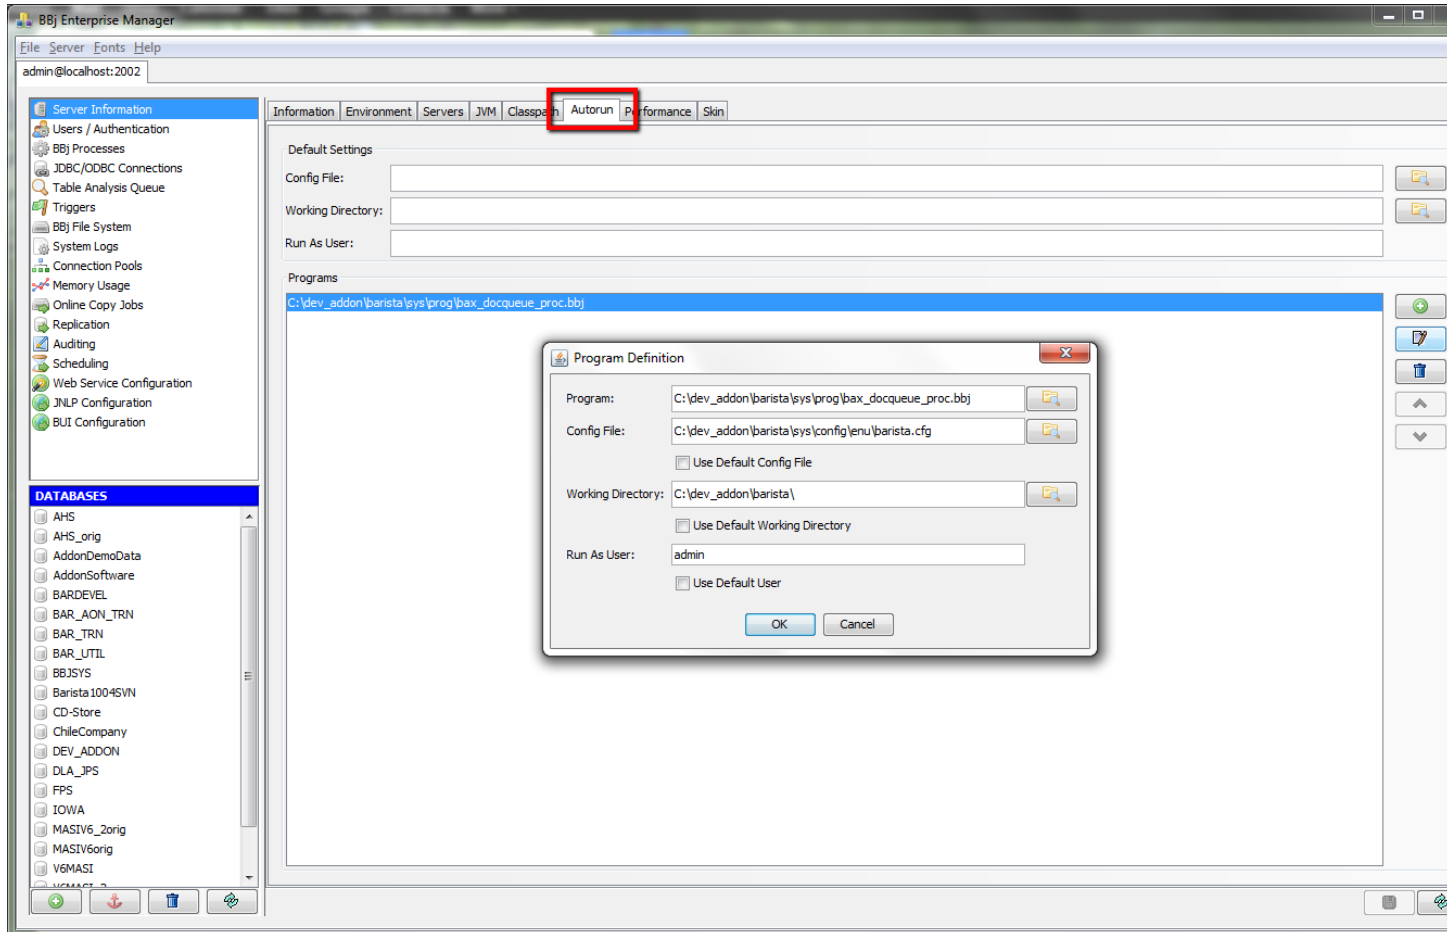 BBj Enterprise Manager
File Server Fonts Help
admin@localhost:2002
Server Information
Users / Authentication
BBj Processes
JDBC/ODBC Connections
Table Analysis Queue
Triggers
BBj File System
System Logs
Connection Pools
Memory Usage
Online Copy Jobs
Replication
Auditing
Scheduling
Web Service Configuration
JNLP Configuration
BUI Configuration
DATABASES
AHS
AHS_orig
AddonDemoData
AddonSoftware
BARDEVEL
BAR_AON_TRN
BAR_TRN
BAR_UTIL
BBJSYS
Barista1004SVN
CD-Store
ChileCompany
DEV_ADDON
DLA_JPS
FPS
IOWA
MASIV6_2orig
MASIV6orig
V6MASI
Information Environment Servers JVM Classpath Autorun Performance Skin
Default Settings
Config File:
Working Directory:
Run As User:
Programs
C:\dev_addon\barista\sys\prog\bax_docqueue_proc.bbj
Program Definition
Program: C:\dev_addon\barista\sys\prog\bax_docqueue_proc.bbj
Config File: C:\dev_addon\barista\sys\config\enu\barista.cfg
Use Default Config File
Working Directory: C:\dev_addon\barista\
Use Default Working Directory
Run As User: admin
Use Default User
OK Cancel